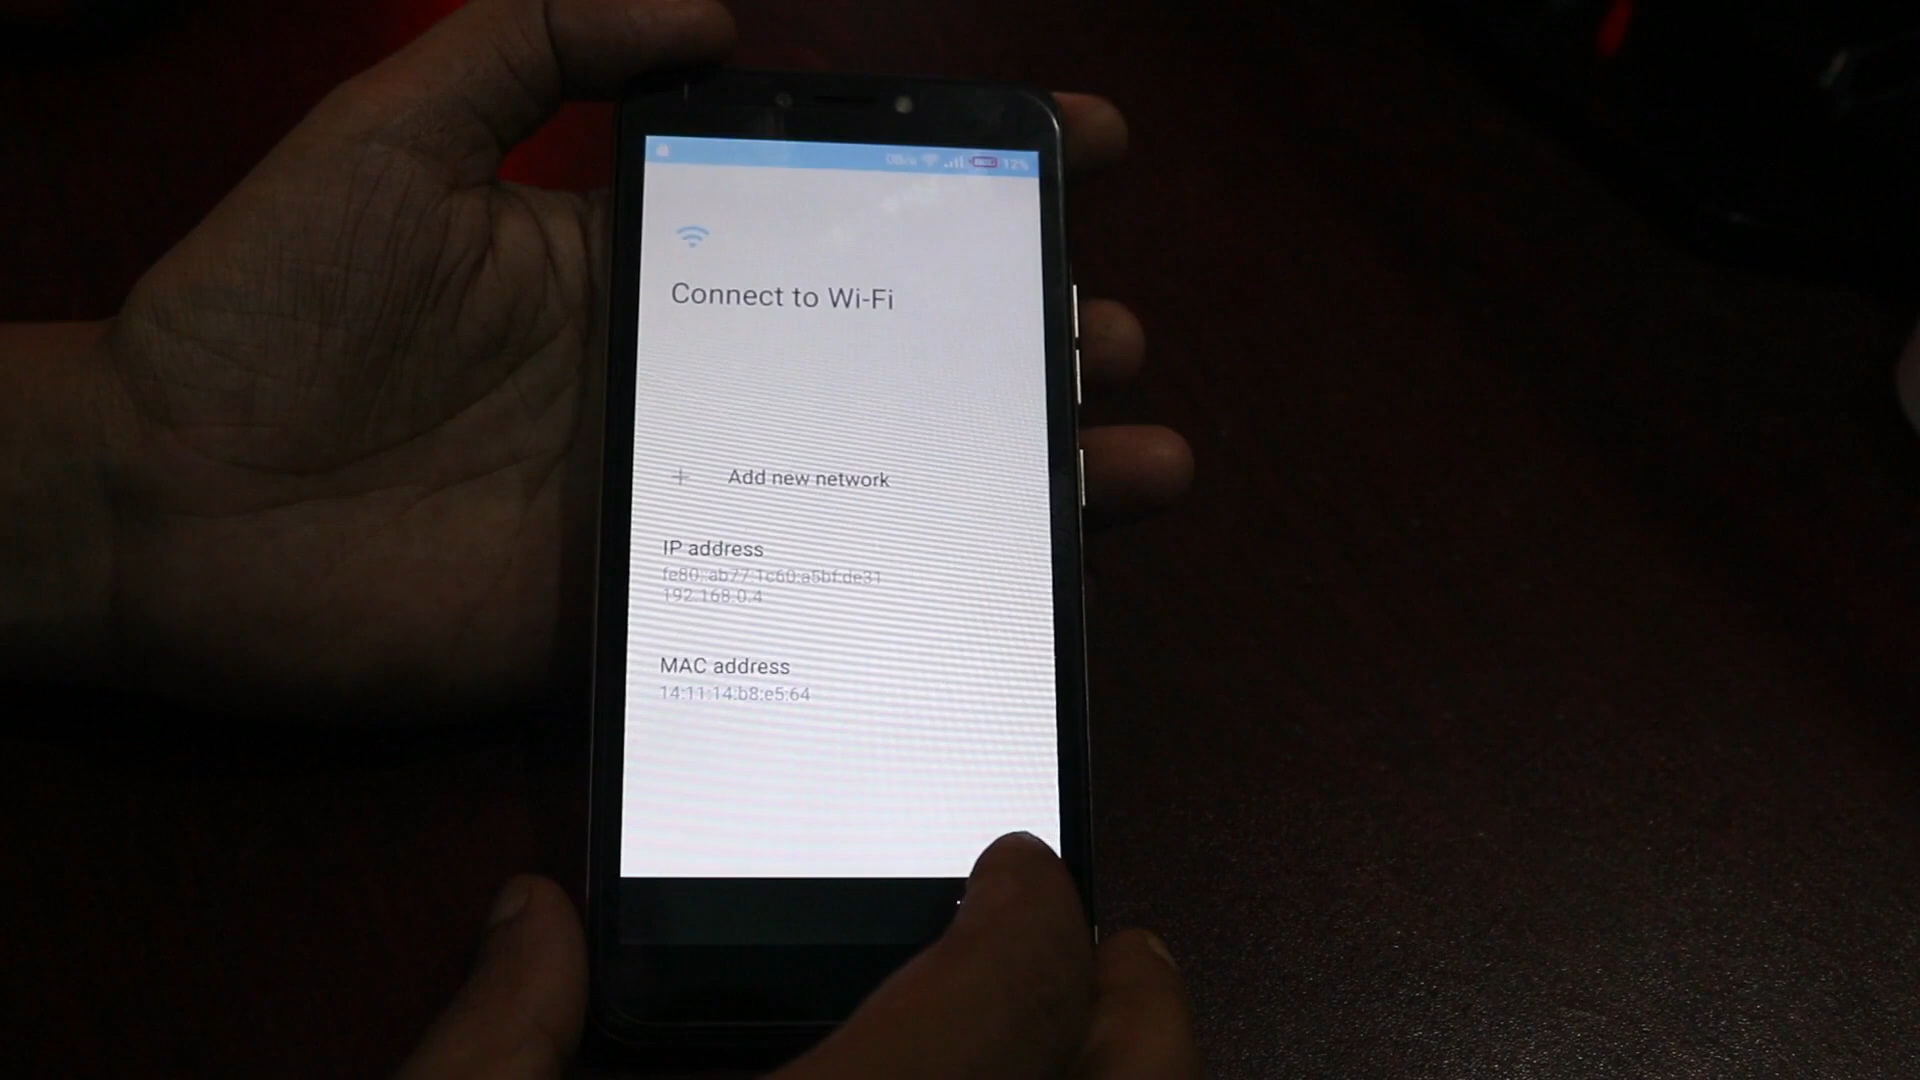 12%
Connect to Wi-Fi
Add new network
IP address
fe80::ab77:1c60:a5bf:de31
192.168.0.4
MAC address
14:11:14:b8:e5:64